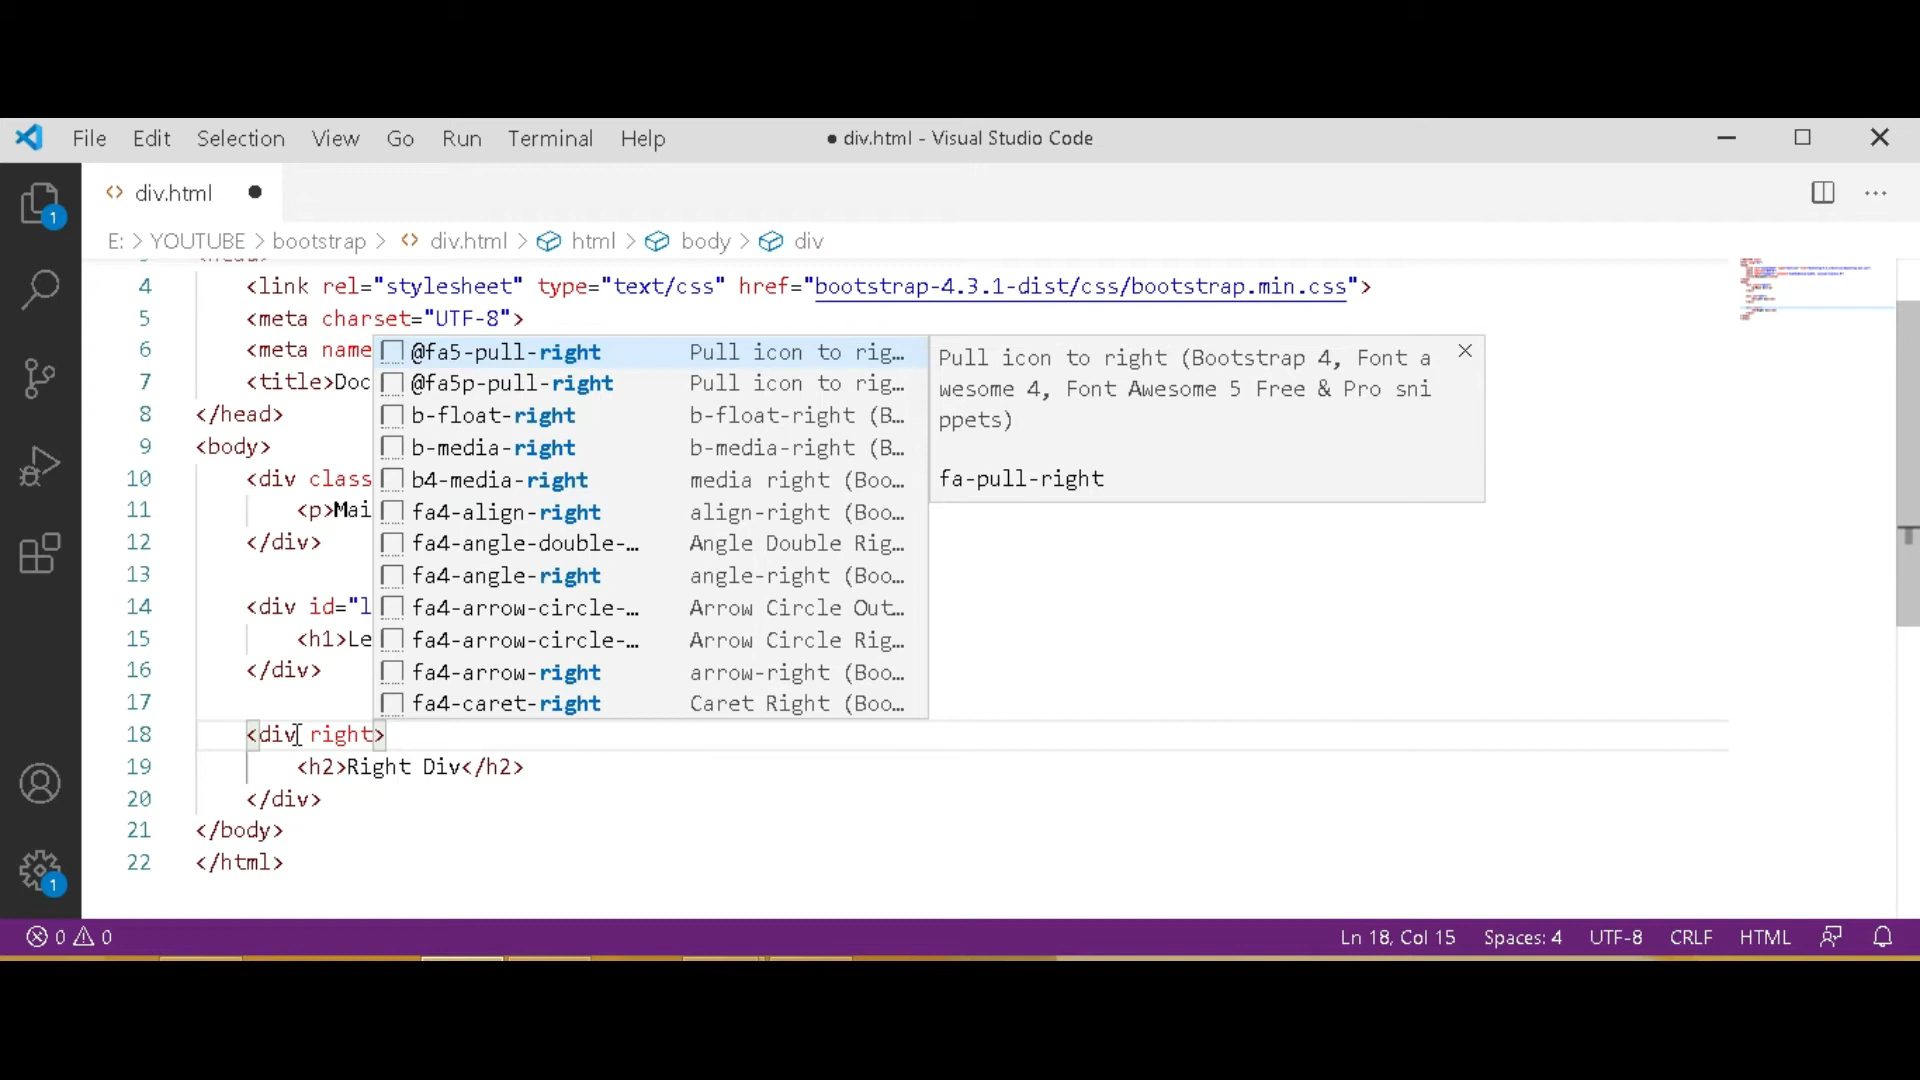 File Edit Selection View Go Run Terminal Help
● div.html - Visual Studio Code
div.html
E: > YOUTUBE > bootstrap > div.html > html > body > div
4 <link rel="stylesheet" type="text/css" href="bootstrap-4.3.1-dist/css/bootstrap.min.css">
5 <meta charset="UTF-8">
6 <meta name
7 <title>Doc
8 </head>
9 <body>
10 <div class
11 <p>Mai
12 </div>
13
14 <div id="l
15 <h1>Le
16 </div>
17
18 <div right>
19 <h2>Right Div</h2>
20 </div>
21 </body>
22 </html>
@fa5-pull-right Pull icon to rig…
@fa5p-pull-right Pull icon to rig…
b-float-right b-float-right (B…
b-media-right b-media-right (B…
b4-media-right media right (Boo…
fa4-align-right align-right (Boo…
fa4-angle-double-… Angle Double Rig…
fa4-angle-right angle-right (Boo…
fa4-arrow-circle-… Arrow Circle Out…
fa4-arrow-circle-… Arrow Circle Rig…
fa4-arrow-right arrow-right (Boo…
fa4-caret-right Caret Right (Boo…
Pull icon to right (Bootstrap 4, Font a
wesome 4, Font Awesome 5 Free & Pro sni
ppets)
fa-pull-right
1
1
0 0 Ln 18, Col 15 Spaces: 4 UTF-8 CRLF HTML